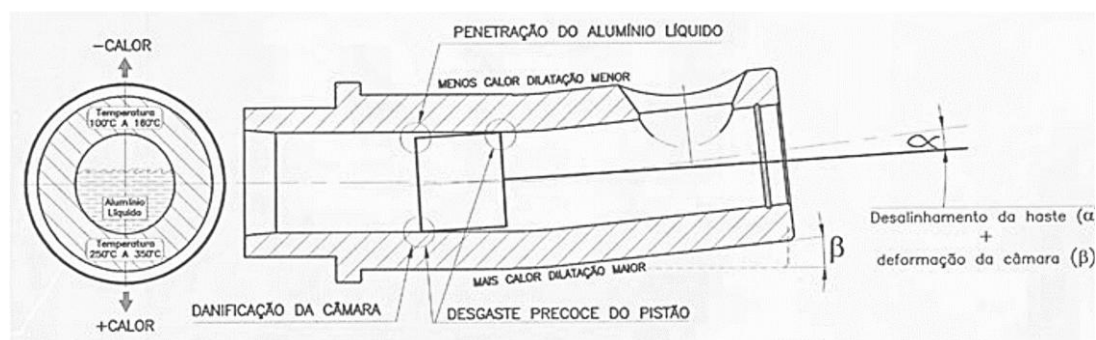 PENETRAÇÃO DO ALUMÍNIO LÍQUIDO
-CALOR
MENOS CALOR DILATAÇÃO MENOR
Temperatura
100°C A 180°C
Alumínio
Líquido
Temperatura
250°C A 350°C
+CALOR
α
Desalinhamento da haste (α
+
deformação da câmara (β)
β
MAIS CALOR DILATAÇÃO MAIOR
DANIFICAÇÃO DA CÂMARA
DESGASTE PRECOCE DO PISTÃO